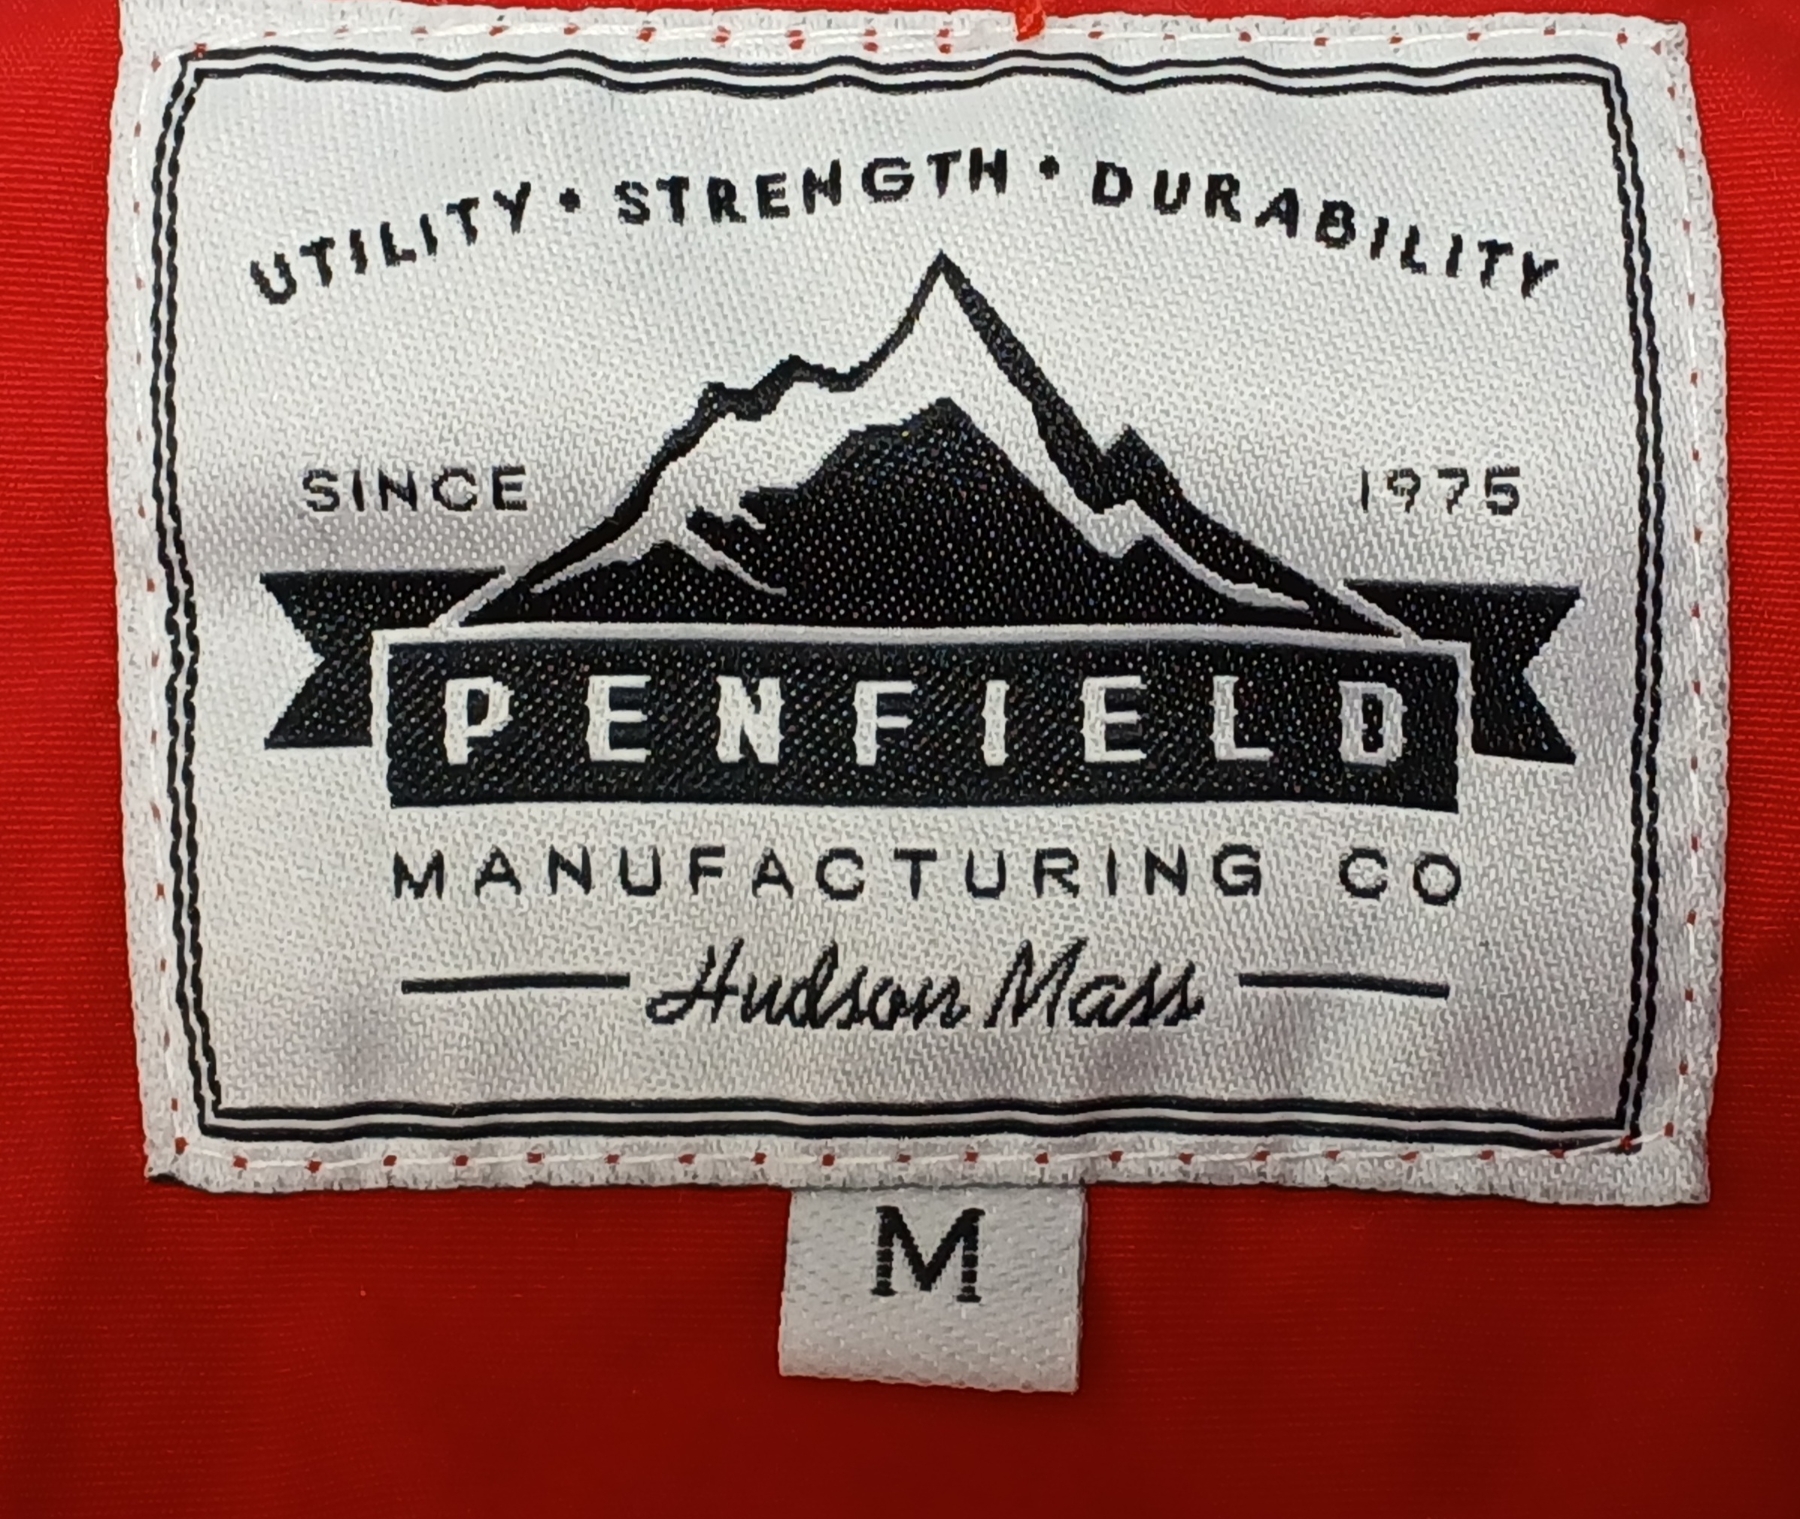 UTILITY • STRENGTH • DURABILITY
SINCE 1975
PENFIELD
MANUFACTURING CO
Hudson Mass
M